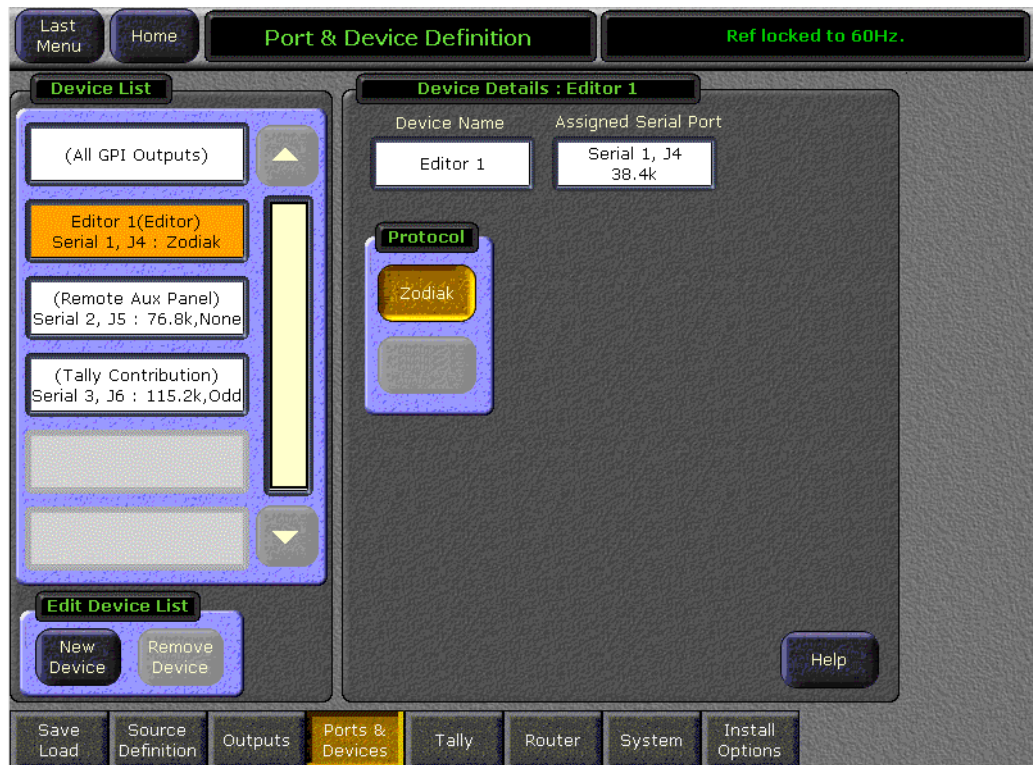 Last
Menu
Home
Port & Device Definition
Ref locked to 60Hz.
Device List
(All GPI Outputs)
Editor 1(Editor)
Serial 1, J4 : Zodiak
(Remote Aux Panel)
Serial 2, J5 : 76.8k,None
(Tally Contribution)
Serial 3, J6 : 115.2k,Odd
Edit Device List
New
Device
Remove
Device
Device Details : Editor 1
Device Name
Assigned Serial Port
Editor 1
Serial 1, J4
38.4k
Protocol
Zodiak
Help
Save
Load
Source
Definition
Outputs
Ports &
Devices
Tally
Router
System
Install
Options